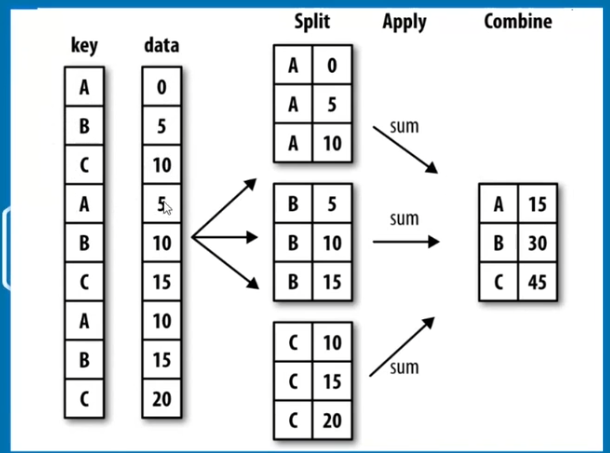 Split Apply Combine
key data
A 0
B 5
C 10
A 5
B 10
C 15
A 10
B 15
C 20
A 0
A 5
A 10
B 5
B 10
B 15
C 10
C 15
C 20
sum
sum
sum
A 15
B 30
C 45